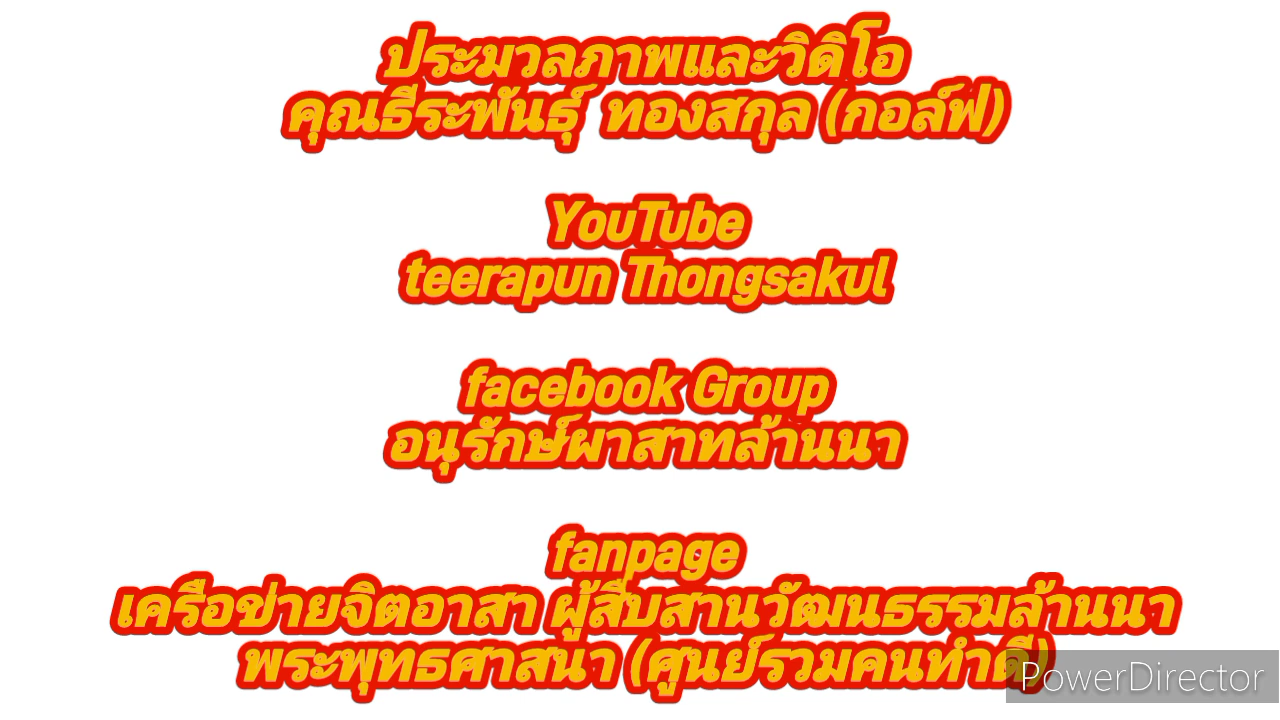 ประมวลภาพและวิดิโอ
คุณธีระพันธุ์ ทองสกุล (กอล์ฟ)
YouTube
teerapun Thongsakul
facebook Group
อนุรักษ์ผาสาทล้านนา
fanpage
เครือข่ายจิตอาสา ผู้สืบสานวัฒนธรรมล้านนา
พระพุทธศาสนา (ศูนย์รวมคนทำดี)
PowerDirector